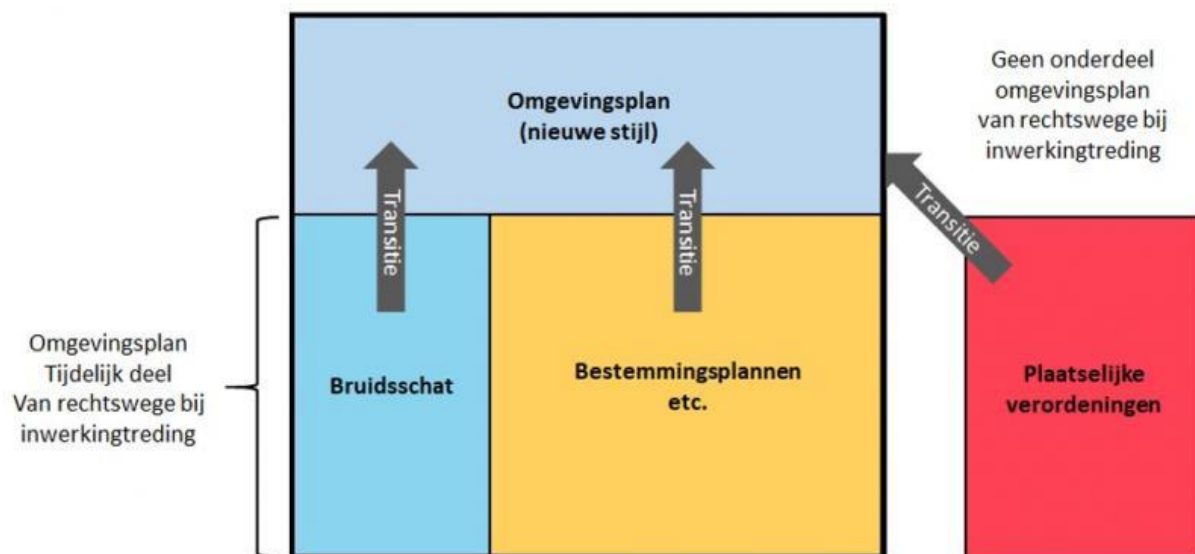 Omgevingsplan
(nieuwe stijl)
Geen onderdeel
omgevingsplan
van rechtswege bij
inwerkingtreding
Transitie
Transitie
Transitie
Omgevingsplan
Tijdelijk deel
Van rechtswege bij
inwerkingtreding
Bruidsschat
Bestemmingsplannen
etc.
Plaatselijke
verordeningen